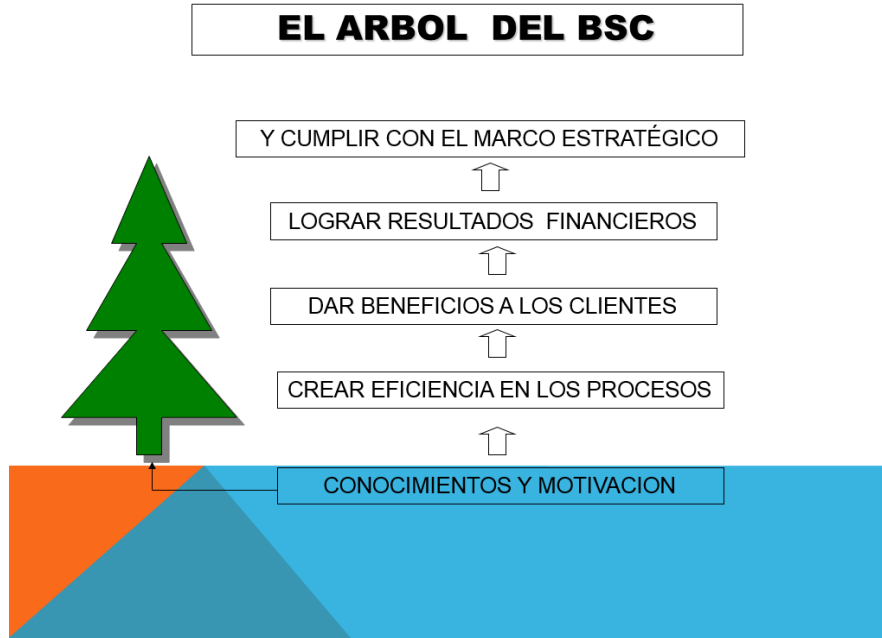 EL ARBOL DEL BSC
Y CUMPLIR CON EL MARCO ESTRATÉGICO
LOGRAR RESULTADOS FINANCIEROS
DAR BENEFICIOS A LOS CLIENTES
CREAR EFICIENCIA EN LOS PROCESOS
CONOCIMIENTOS Y MOTIVACION